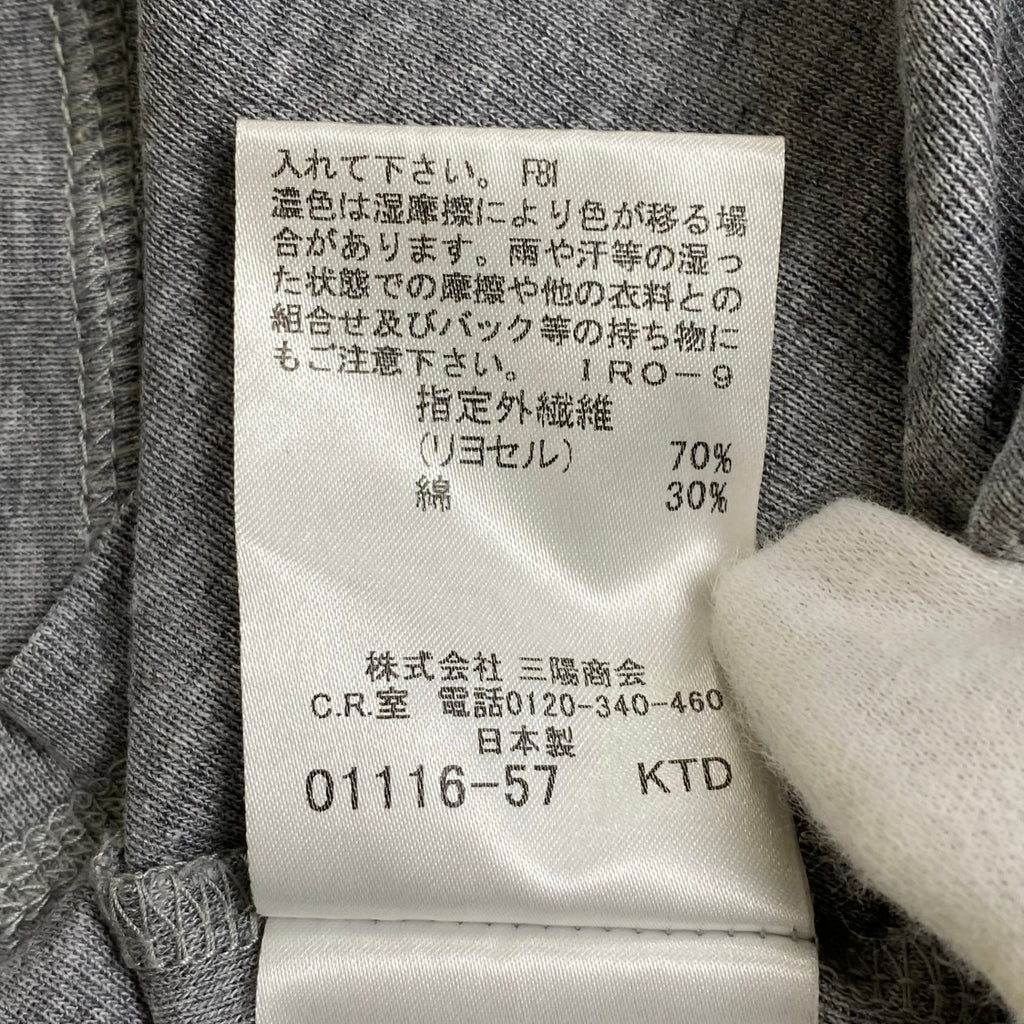 入れて下さい。 F81
濃色は湿摩擦により色が移る場
合があります。雨や汗等の湿っ
た状態での摩擦や他の衣料との
組合せ及びバック等の持ち物に
もご注意下さい。 IRO-9
指定外繊維
(リヨセル) 70%
綿 30%
株式会社 三陽商会
C.R.室 電話0120-340-460
日本製
01116-57 KTD